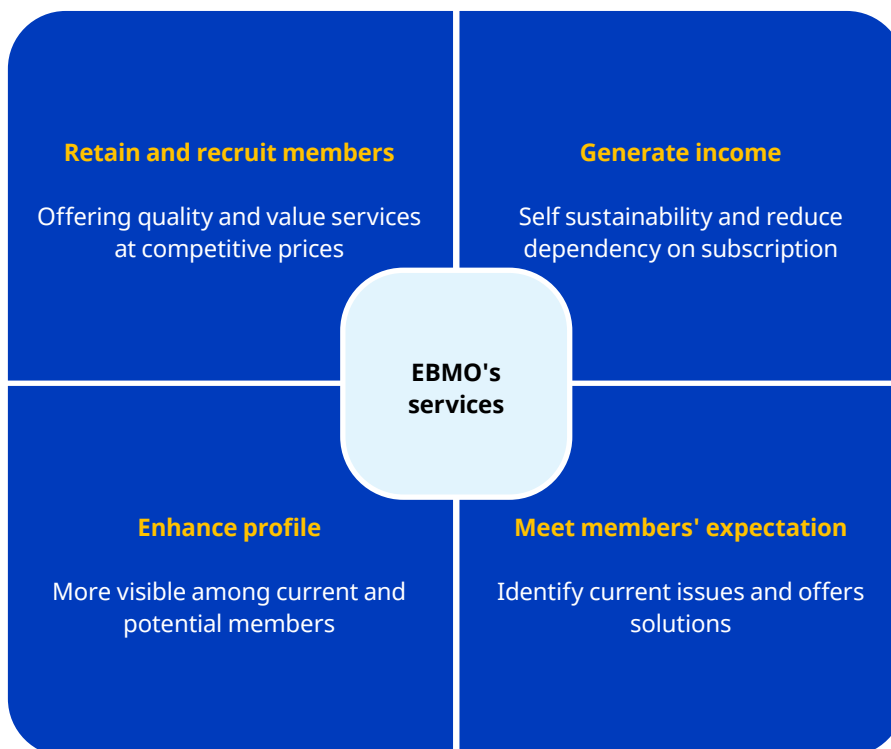 Retain and recruit members
Offering quality and value services
at competitive prices
Generate income
Self sustainability and reduce
dependency on subscription
EBMO's
services
Enhance profile
More visible among current and
potential members
Meet members' expectation
Identify current issues and offers
solutions